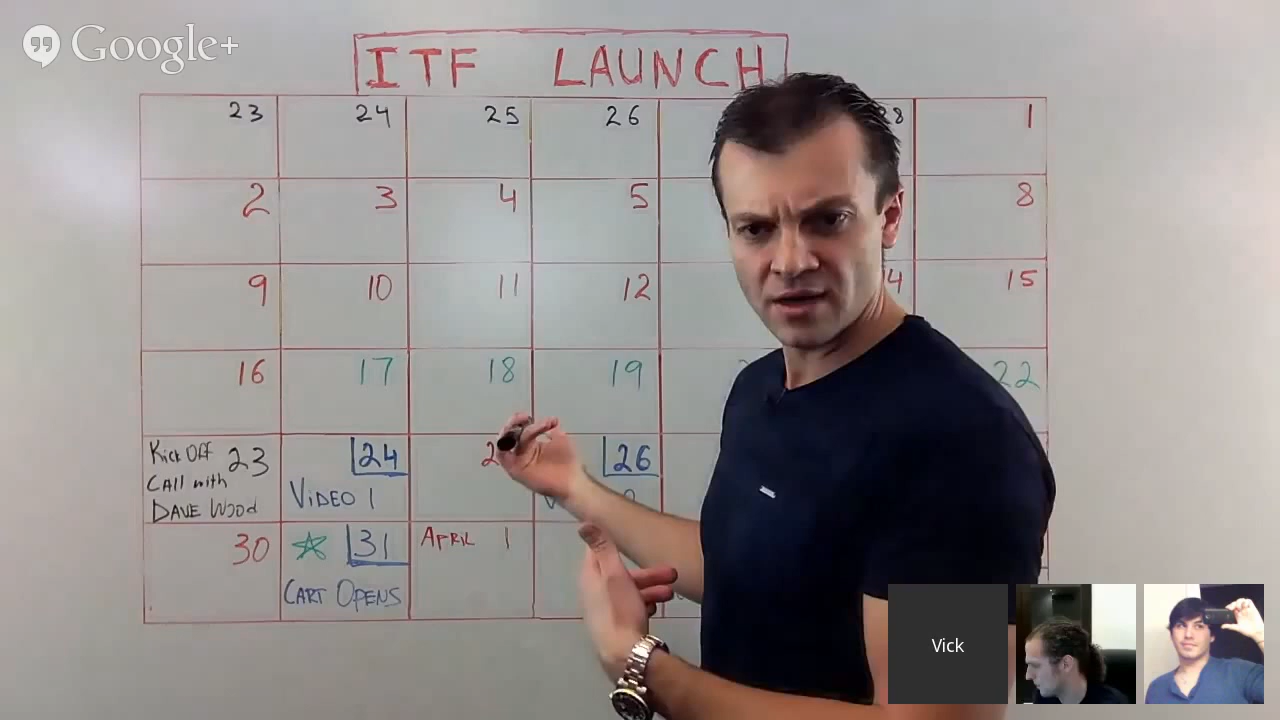 Google+
ITF LAUNCH
23 24 25 26 28 1
2 3 4 5 8
9 10 11 12 14 15
16 17 18 19 22
Kick Off 23 24 26
Call with Video 1
Dave Wood
30 31 April 1
Cart Opens
Vick